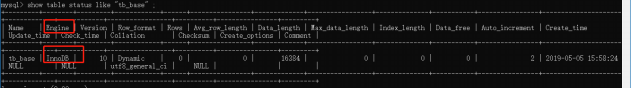 mysql> show table status like "tb_base" ;
| Name | Engine | Version | Row_format | Rows | Avg_row_length | Data_length | Max_data_length | Index_length | Data_free | Auto_increment | Create_time
| Update_time | Check_time | Collation | Checksum | Create_options | Comment |
| tb_base | InnoDB | 10 | Dynamic | 0 | 0 | 16384 | 0 | 0 | 0 | 2 | 2019-05-05 15:58:24
| NULL | NULL | utf8_general_ci | NULL | | |